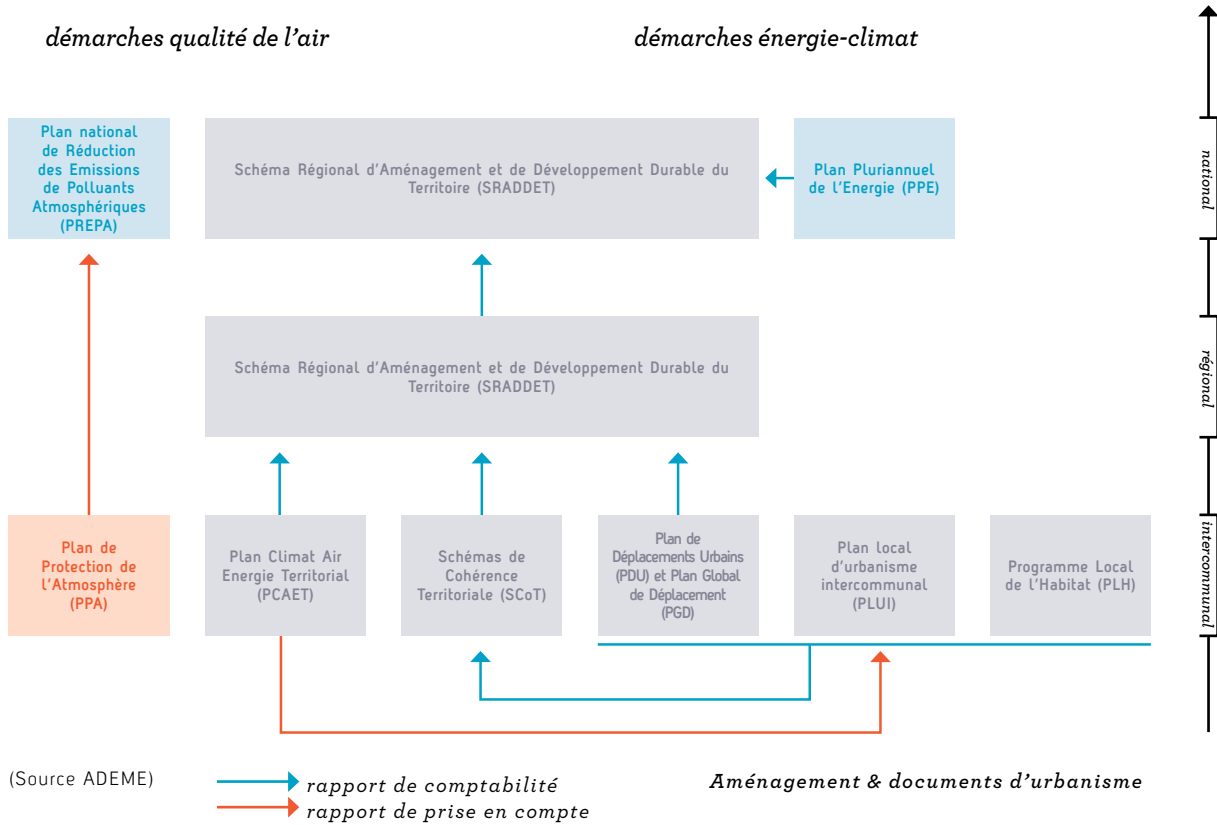 démarches qualité de l'air
démarches énergie-climat
Plan national
de Réduction
des Emissions
de Polluants
Atmosphériques
(PREPA)
Schéma Régional d'Aménagement et de Développement Durable du
Territoire (SRADDET)
Plan Pluriannuel
de l'Energie (PPE)
national
Schéma Régional d'Aménagement et de Développement Durable du
Territoire (SRADDET)
régional
Plan de
Protection de
l'Atmosphère
(PPA)
Plan Climat Air
Energie Territorial
(PCAET)
Schémas de
Cohérence
Territoriale (SCoT)
Plan de
Déplacements Urbains
(PDU) et Plan Global
de Déplacement
(PGD)
Plan local
d'urbanisme
intercommunal
(PLUI)
Programme Local
de l'Habitat (PLH)
intercommunal
(Source ADEME)
rapport de comptabilité
rapport de prise en compte
Aménagement & documents d'urbanisme